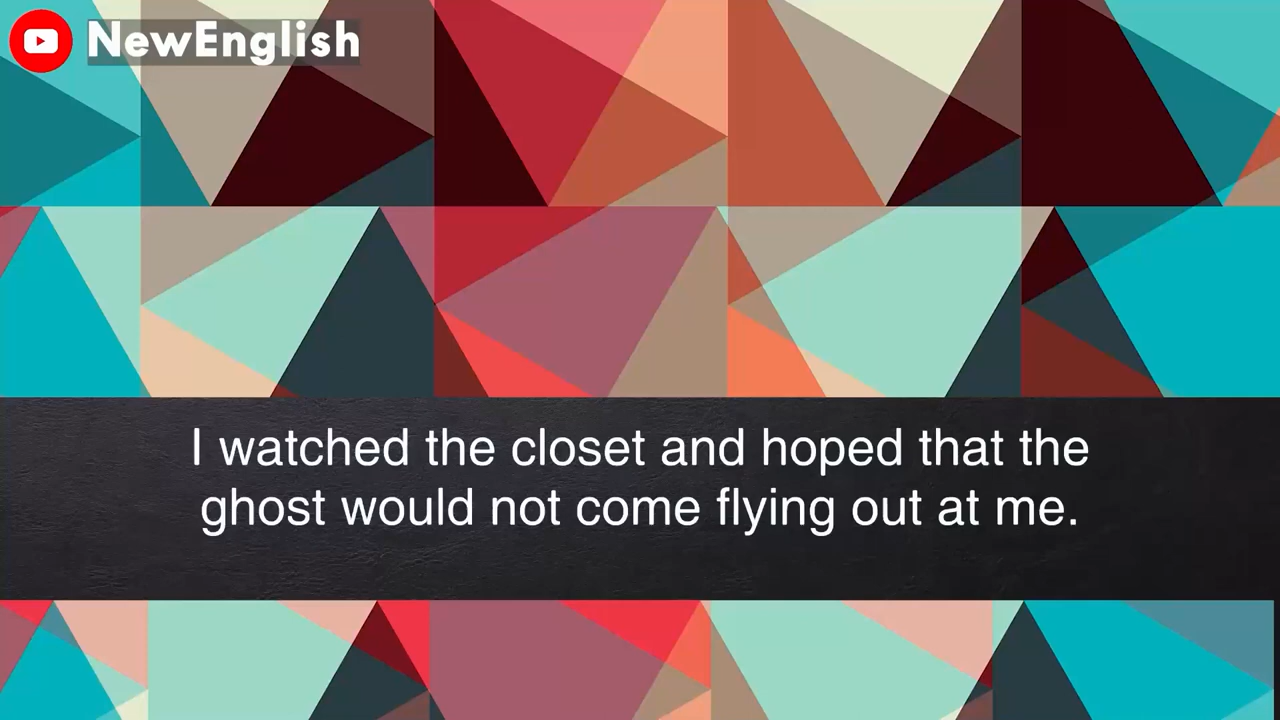 NewEnglish
I watched the closet and hoped that the
ghost would not come flying out at me.